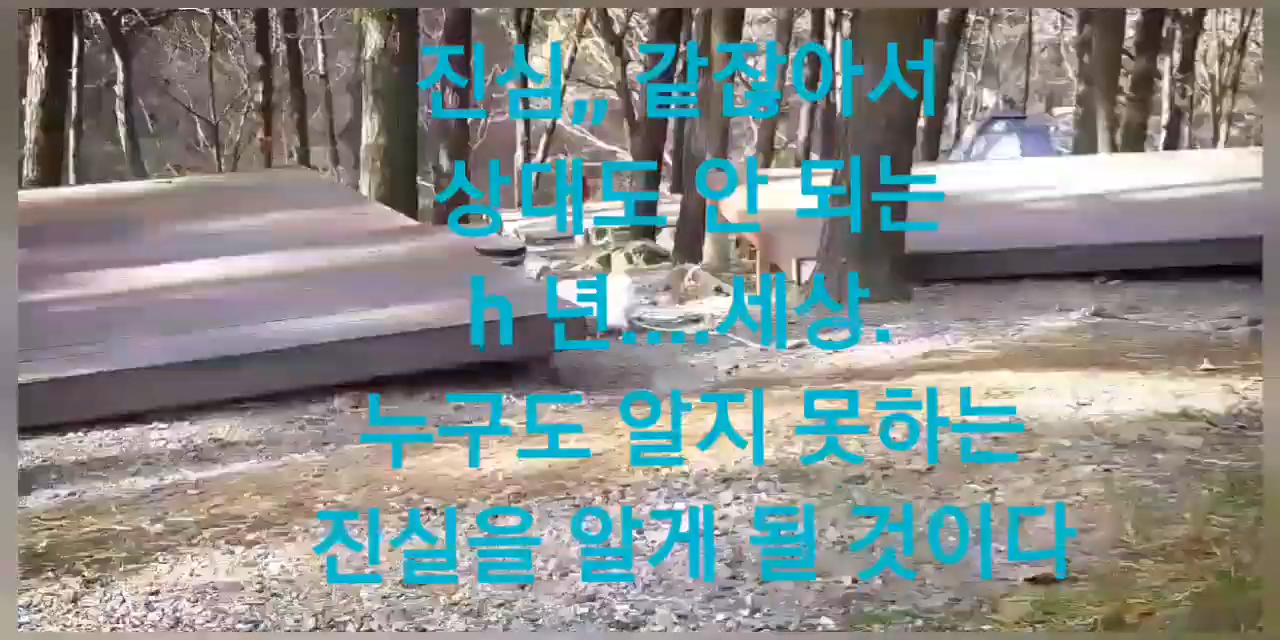 진심,, 같잖아서
상대도 안 되는
h 년.... 세상.
누구도 알지 못하는
진실을 알게 될 것이다